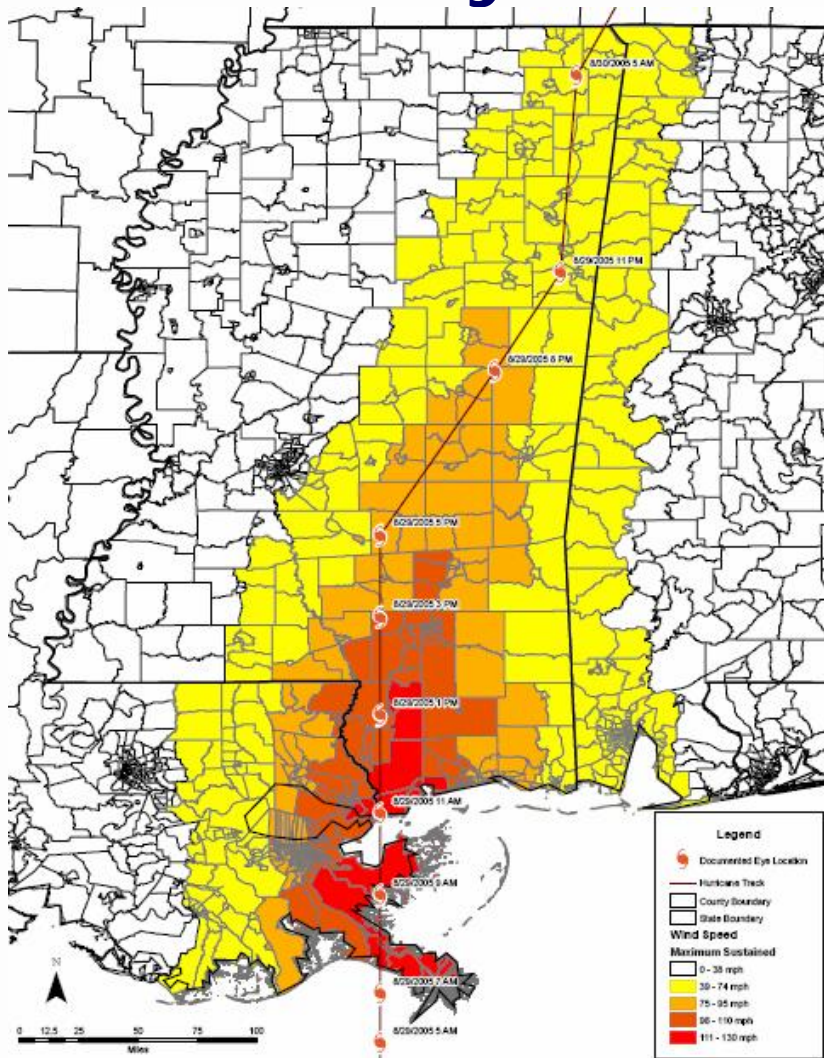 8/30/2005 5 AM
8/29/2005 11 PM
8/29/2005 8 PM
8/29/2005 5 PM
8/29/2005 3 PM
8/29/2005 1 PM
8/29/2005 11 AM
8/29/2005 9 AM
8/29/2005 7 AM
8/29/2005 5 AM
N
0 12.5 25 50 100
Miles
Legend
Documented Eye Location
Hurricane Track
County Boundary
State Boundary
Wind Speed
Maximum Sustained
0 - 38 mph
39 - 74 mph
75 - 95 mph
96 - 110 mph
111 - 130 mph